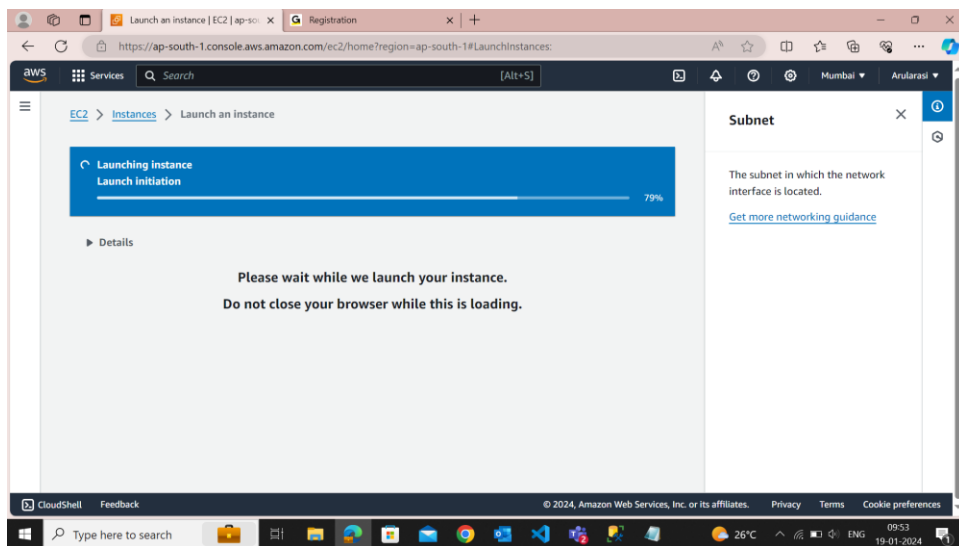 Launch an instance | EC2 | ap-so
Registration
https://ap-south-1.console.aws.amazon.com/ec2/home?region=ap-south-1#LaunchInstances:
aws
Services
Search
[Alt+S]
Mumbai
Arularasi
EC2 > Instances > Launch an instance
Launching instance
Launch initiation
79%
Details
Please wait while we launch your instance.
Do not close your browser while this is loading.
Subnet
The subnet in which the network
interface is located.
Get more networking guidance
CloudShell
Feedback
© 2024, Amazon Web Services, Inc. or its affiliates.
Privacy
Terms
Cookie preferences
Type here to search
26°C
ENG
09:53
19-01-2024